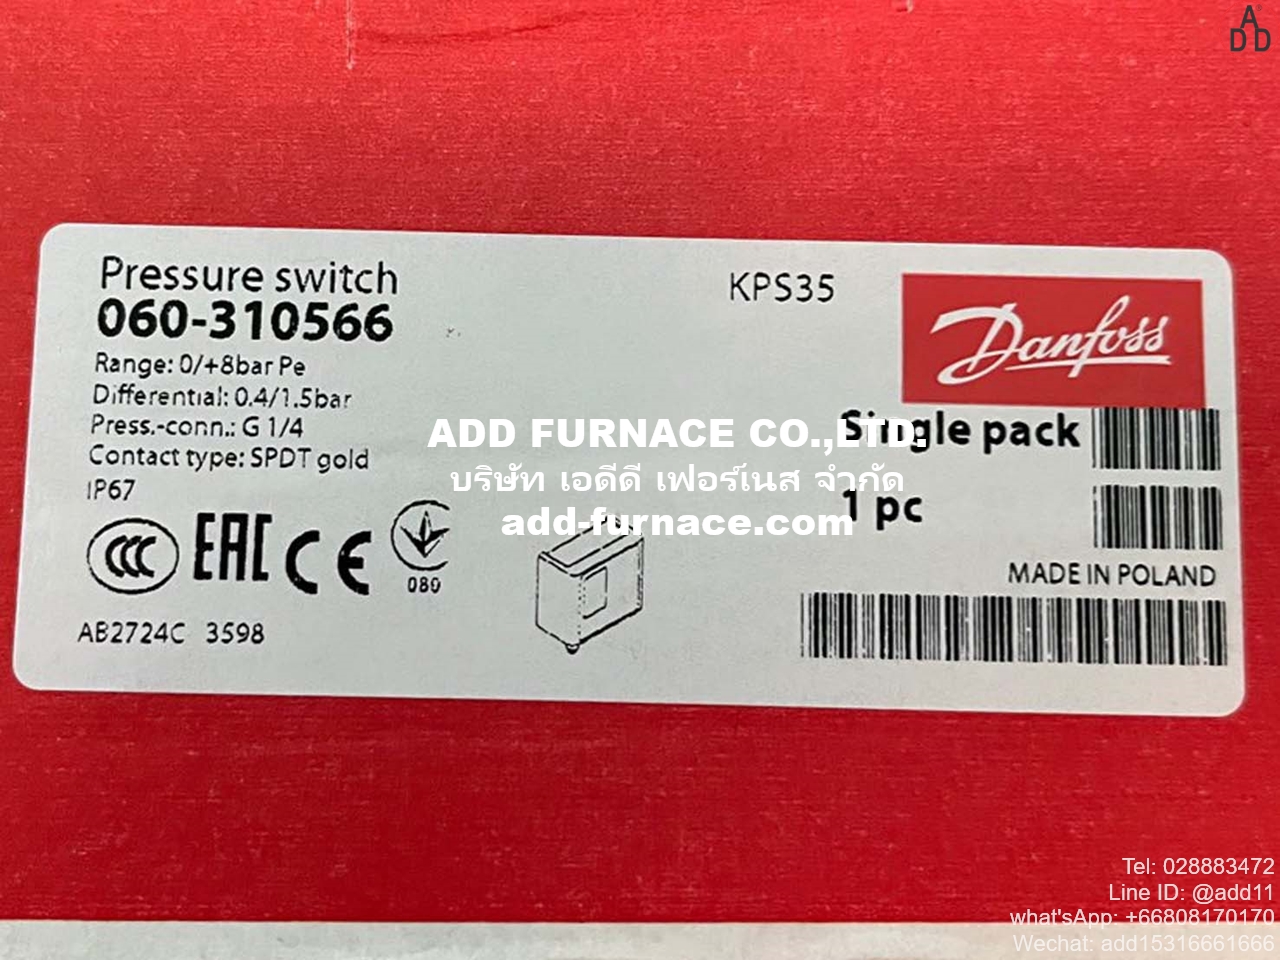 A
DD
Pressure switch
060-310566
KPS35
Danfoss
Range: 0/+8bar Pe
Differential: 0.4/1.5bar
Press.-conn.: G 1/4
Contact type: SPDT gold
IP67
Single pack
1 pc
ADD FURNACE CO.,LTD.
บริษัท เอดีดี เฟอร์เนส จำกัด
add-furnace.com
CCC EAC CE
089
MADE IN POLAND
AB2724C 3598
Tel: 028883472
Line ID: @add11
what'sApp: +66808170170
Wechat: add15316661666